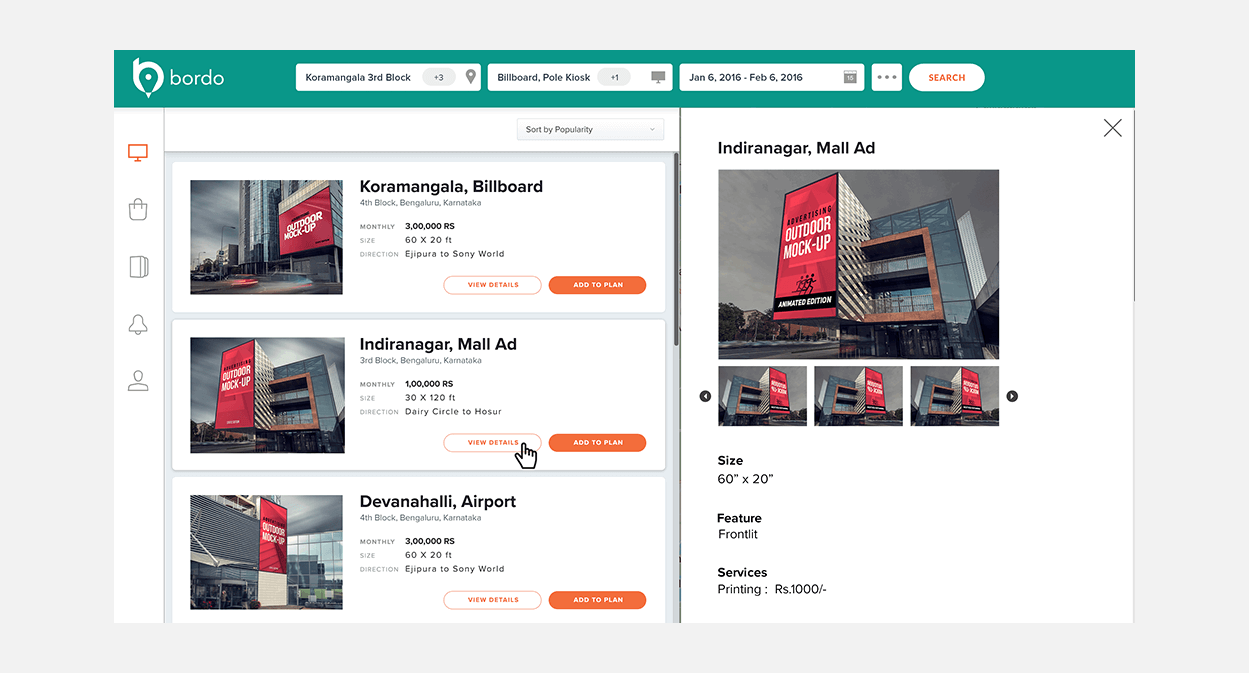 bordo
Koramangala 3rd Block +3
Billboard, Pole Kiosk +1
Jan 6, 2016 - Feb 6, 2016 15
SEARCH
Sort by Popularity
Koramangala, Billboard
4th Block, Bengaluru, Karnataka
MONTHLY 3,00,000 RS
SIZE 60 X 20 ft
DIRECTION Ejipura to Sony World
VIEW DETAILS ADD TO PLAN
OUTDOOR
MOCK-UP
Indiranagar, Mall Ad
3rd Block, Bengaluru, Karnataka
MONTHLY 1,00,000 RS
SIZE 30 X 120 ft
DIRECTION Dairy Circle to Hosur
VIEW DETAILS ADD TO PLAN
ADVERTISING
OUTDOOR
MOCK-UP
Devanahalli, Airport
4th Block, Bengaluru, Karnataka
MONTHLY 3,00,000 RS
SIZE 60 X 20 ft
DIRECTION Ejipura to Sony World
VIEW DETAILS ADD TO PLAN
ADVERTISING
OUTDOOR
MOCK-UP
Indiranagar, Mall Ad
ADVERTISING
OUTDOOR
MOCK-UP
ANIMATED EDITION
Size
60” x 20”
Feature
Frontlit
Services
Printing : Rs.1000/-